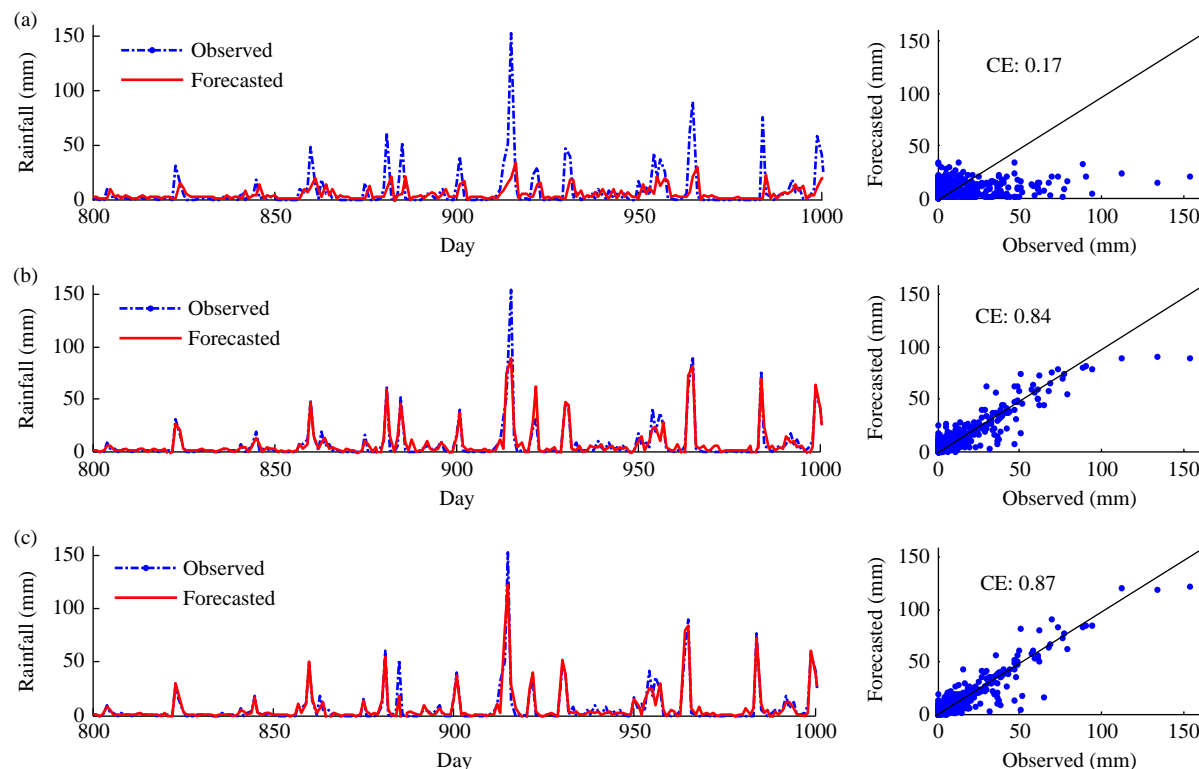 (a)
150
100
50
0
Rainfall (mm)
Observed
Forecasted
800
850
900
950
1000
Day
150
100
50
0
Forecasted (mm)
CE: 0.17
0
50
100
150
Observed (mm)
(b)
150
100
50
0
Rainfall (mm)
Observed
Forecasted
800
850
900
950
1000
Day
150
100
50
0
Forecasted (mm)
CE: 0.84
0
50
100
150
Observed (mm)
(c)
150
100
50
0
Rainfall (mm)
Observed
Forecasted
800
850
900
950
1000
Day
150
100
50
0
Forecasted (mm)
CE: 0.87
0
50
100
150
Observed (mm)